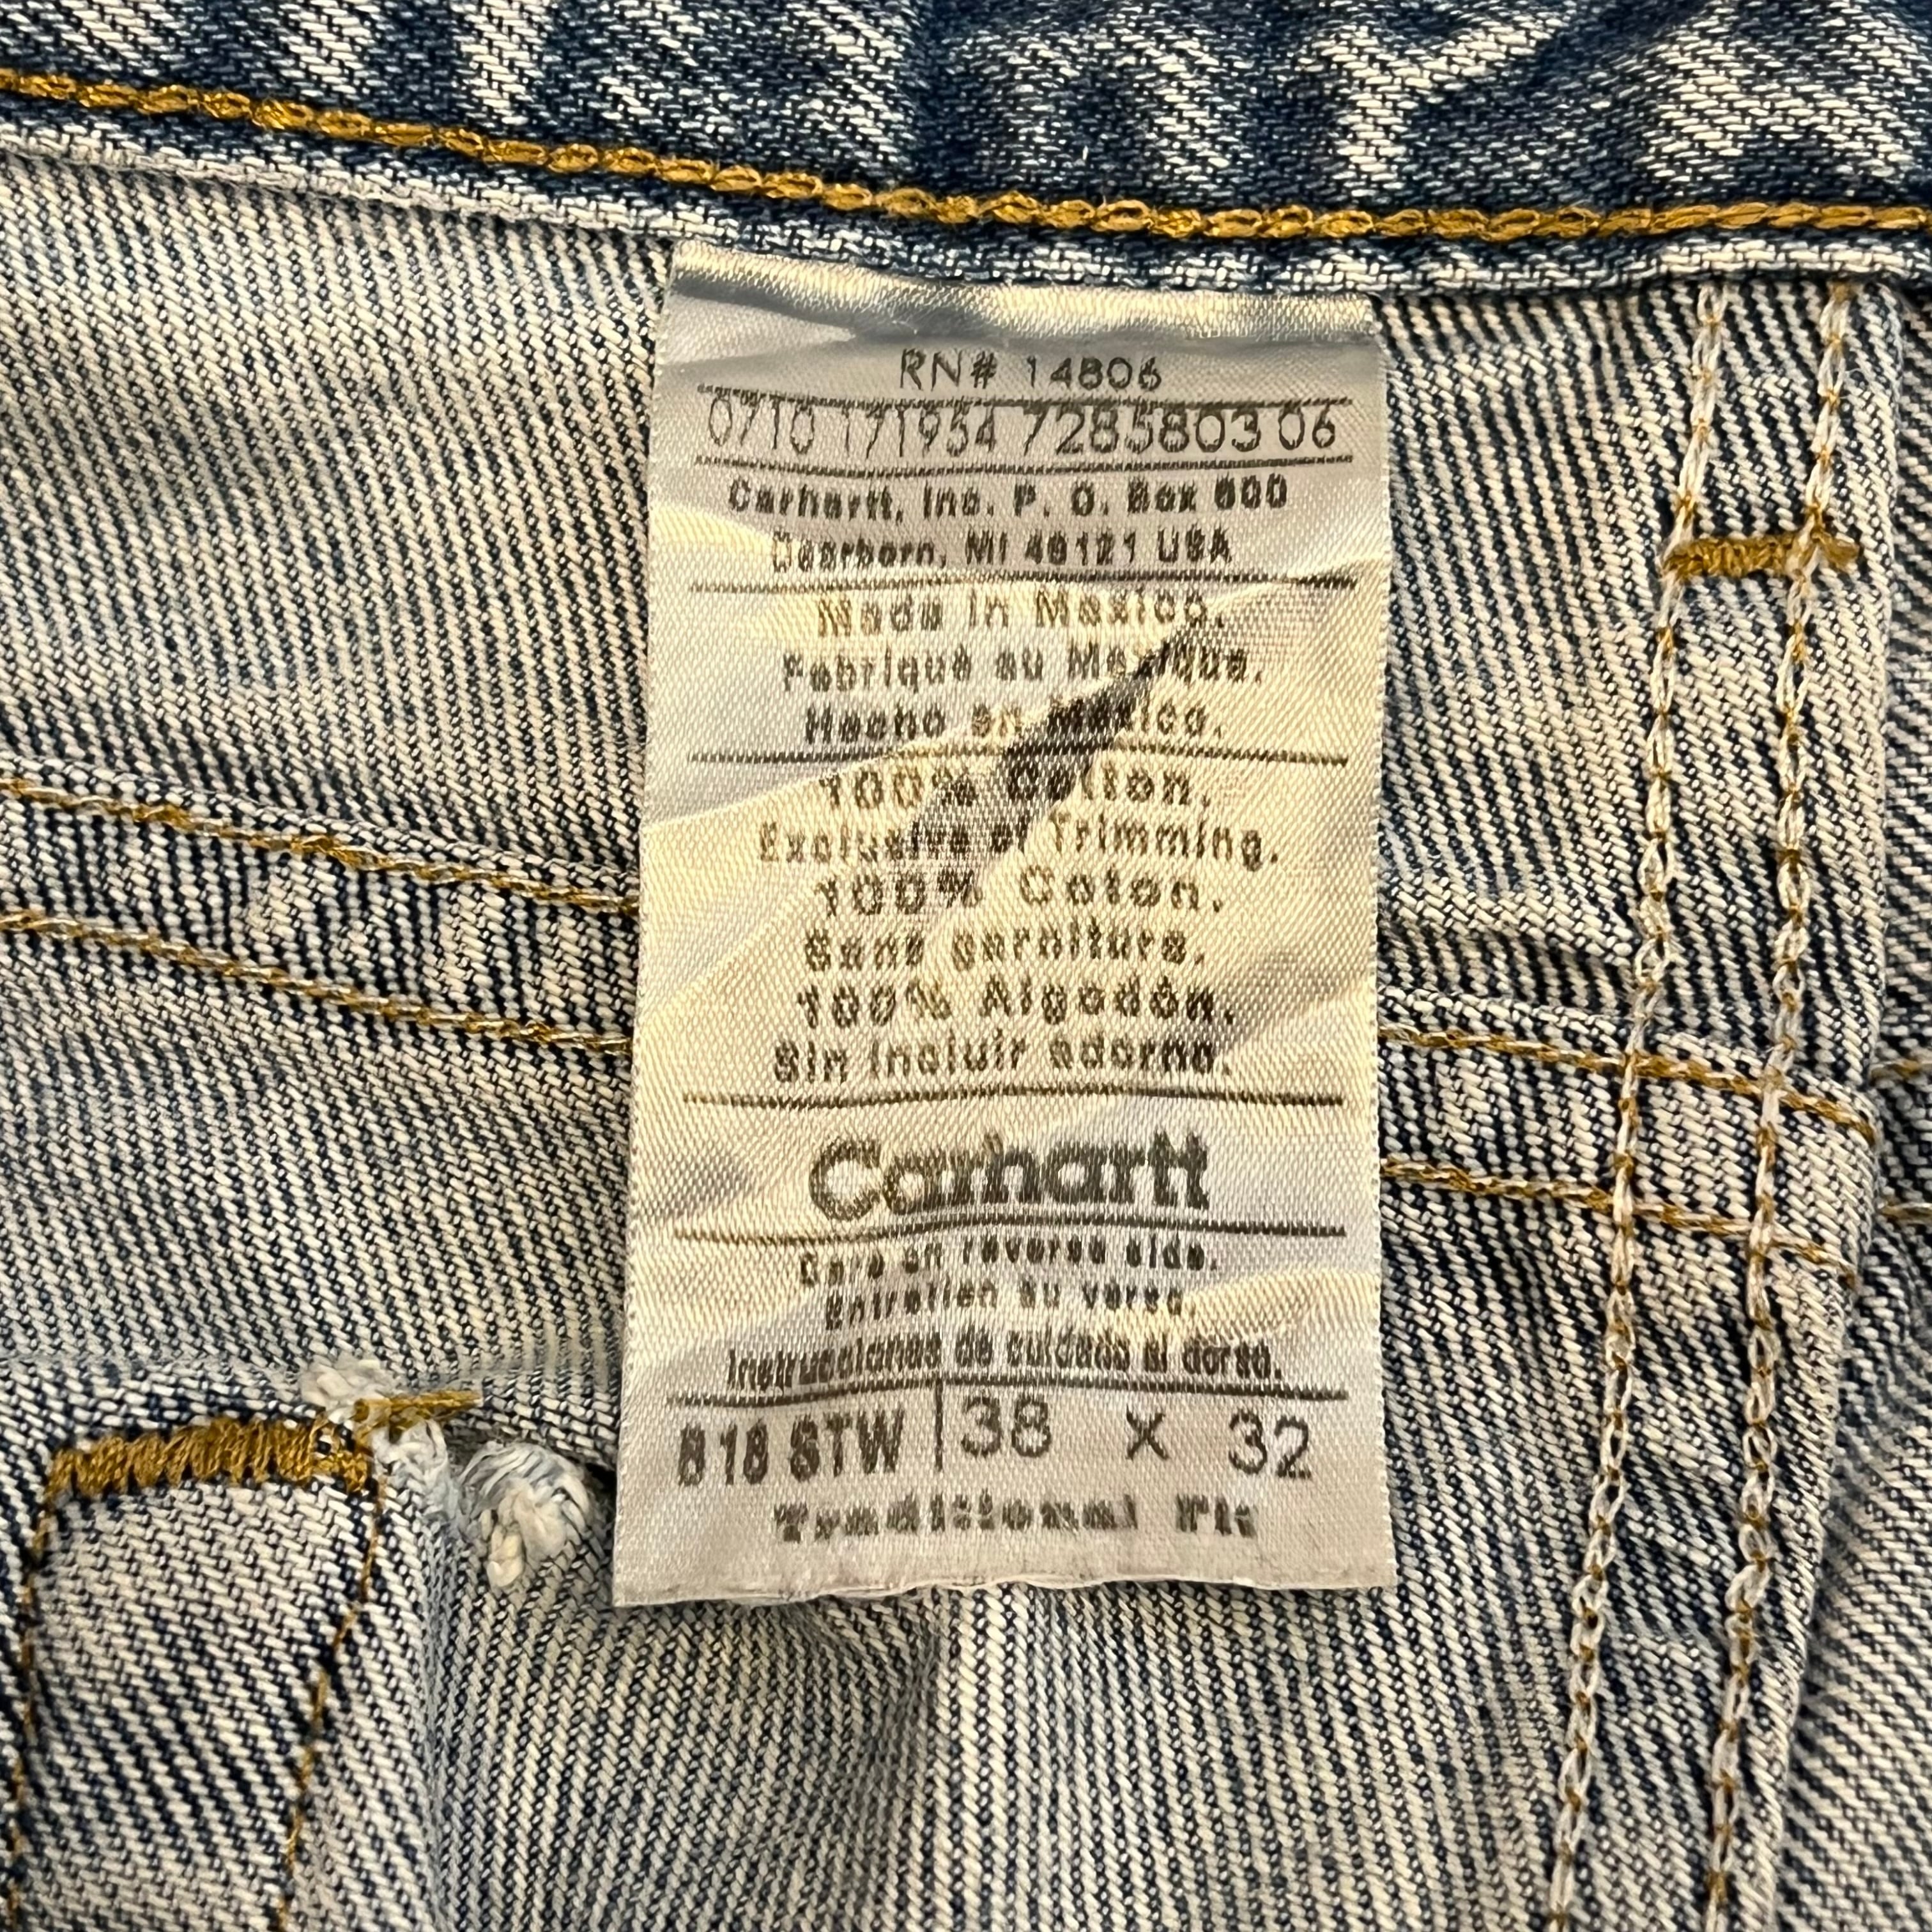 RN# 14806
0710 171954 7285803 06
Carhartt, Inc. P. O. Box 600
Dearborn, MI 48121 USA
Made in Mexico.
Fabriqué au Mexique.
Hecho en México.
100% Cotton.
Exclusive of Trimming.
100% Coton.
Sans garniture.
100% Algodón.
Sin incluir adorno.
Carhartt
Care on reverse side.
Entretien au verso.
Instrucciones de cuidado al dorso.
B18 STW 38 X 32
Traditional Fit